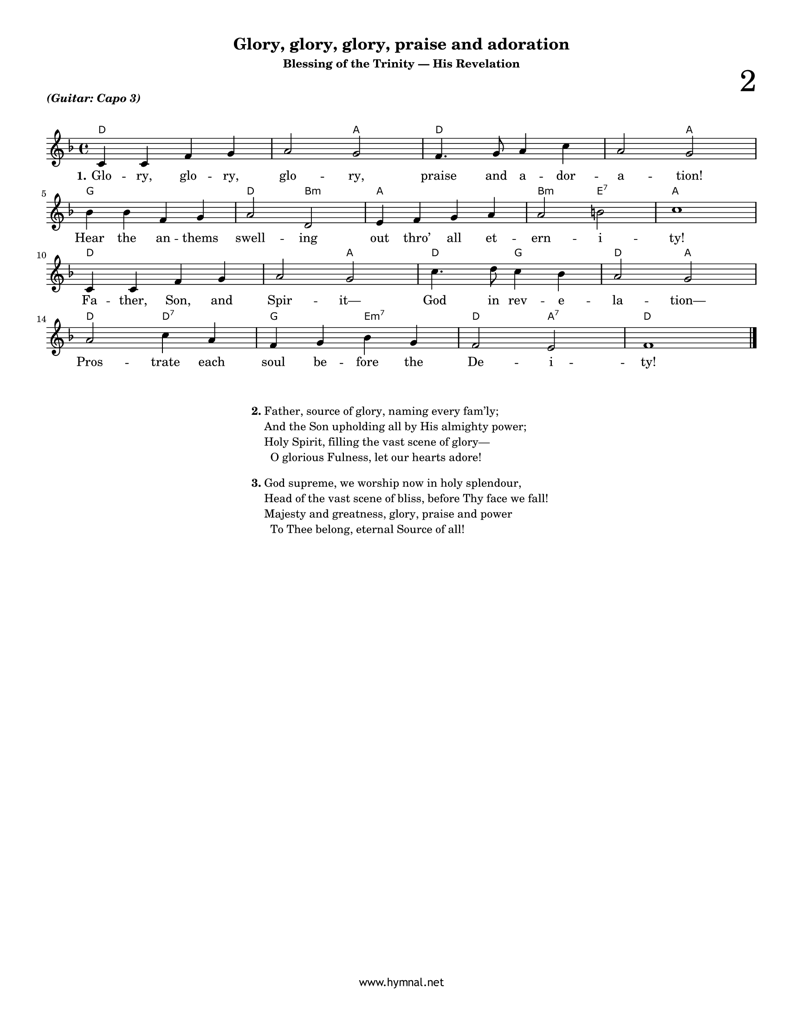 Glory, glory, glory, praise and adoration
Blessing of the Trinity — His Revelation
2
(Guitar: Capo 3)
D A D A
1. Glo - ry, glo - ry, glo - ry, praise and a - dor - a - tion!
5 G D Bm A Bm E7 A
Hear the an - thems swell - ing out thro' all et - ern - i - ty!
10 D A D G D A
Fa - ther, Son, and Spir - it— God in rev - e - la - tion—
14 D D7 G Em7 D A7 D
Pros - trate each soul be - fore the De - i - ty!
2. Father, source of glory, naming every fam'ly;
And the Son upholding all by His almighty power;
Holy Spirit, filling the vast scene of glory—
O glorious Fulness, let our hearts adore!
3. God supreme, we worship now in holy splendour,
Head of the vast scene of bliss, before Thy face we fall!
Majesty and greatness, glory, praise and power
To Thee belong, eternal Source of all!
www.hymnal.net